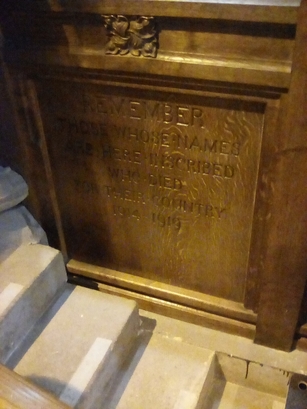 REMEMBER
THOSE WHOSE NAMES
ARE HERE INSCRIBED
WHO DIED
FOR THEIR COUNTRY
1914 1919